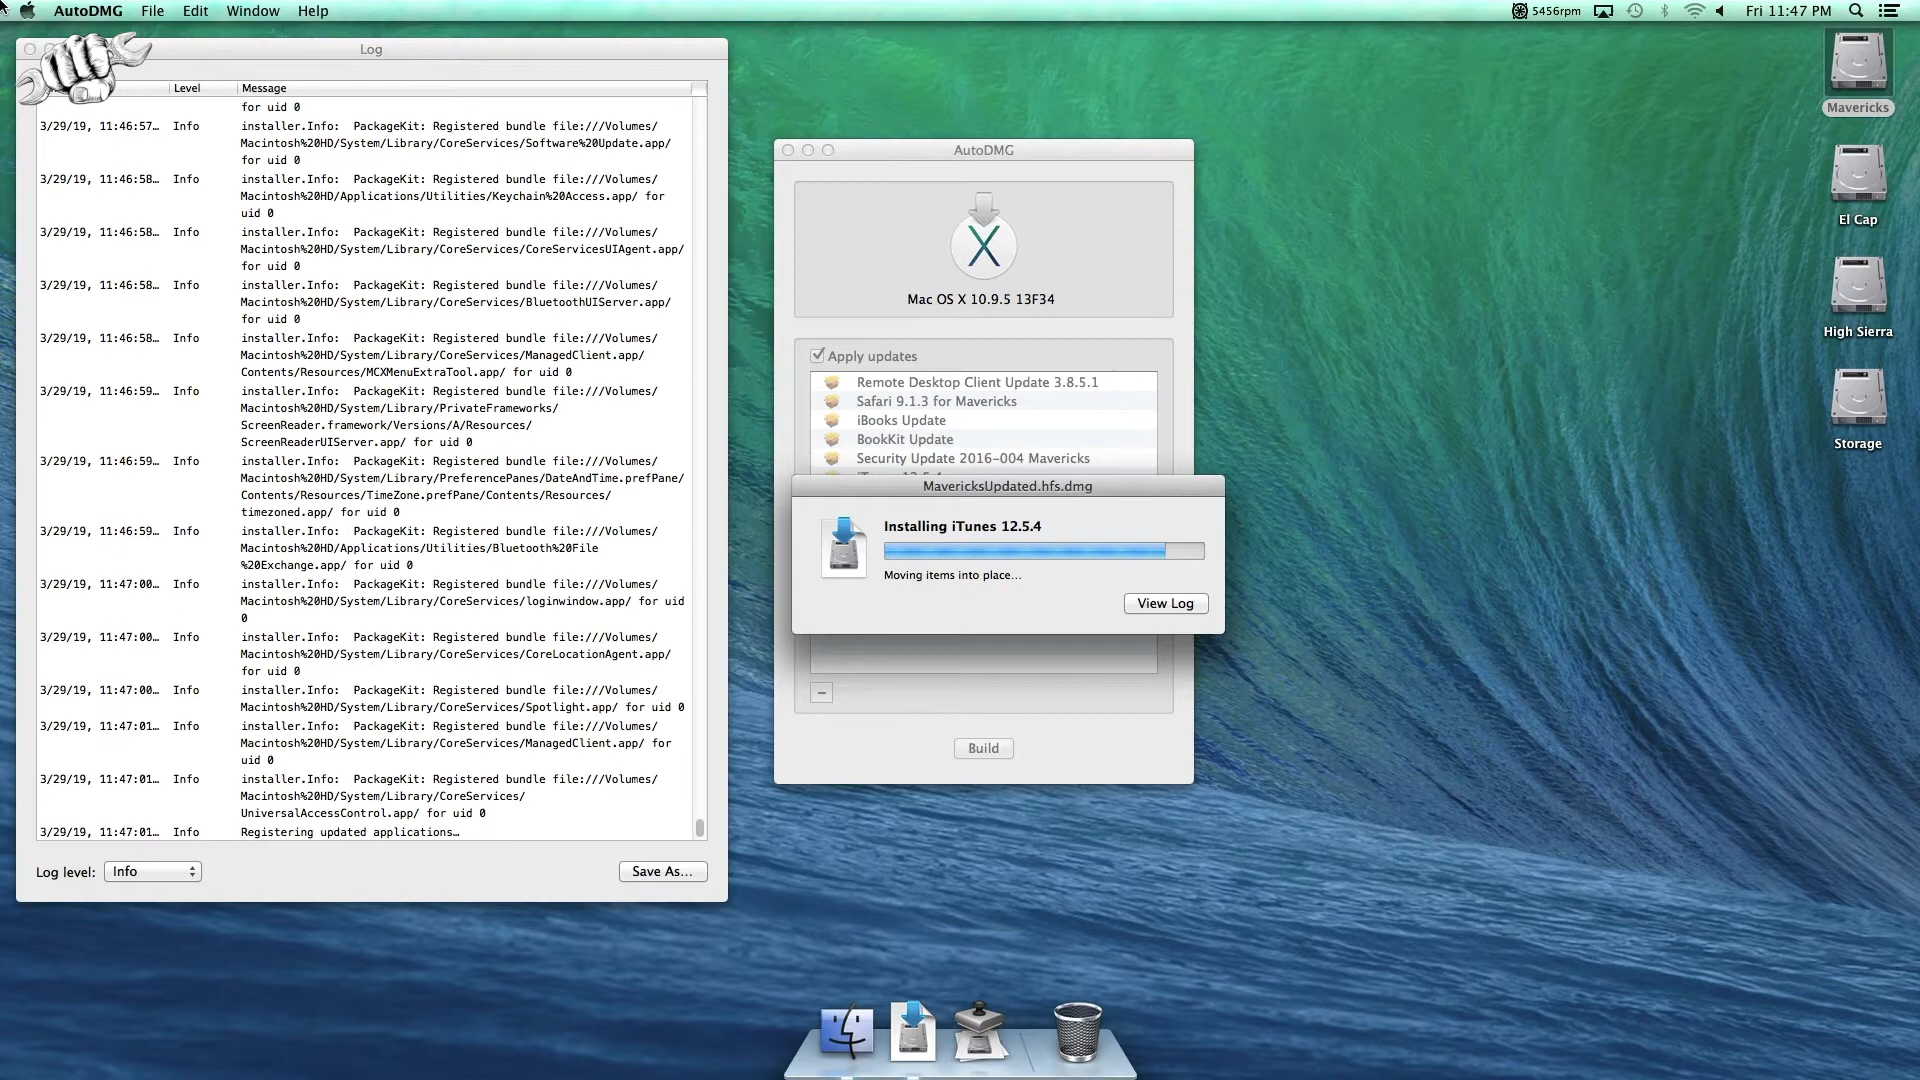 AutoDMG File Edit Window Help
5456rpm Fri 11:47 PM
Log
Level Message
for uid 0
3/29/19, 11:46:57… Info installer.Info: PackageKit: Registered bundle file:///Volumes/
Macintosh%20HD/System/Library/CoreServices/Software%20Update.app/
for uid 0
3/29/19, 11:46:58… Info installer.Info: PackageKit: Registered bundle file:///Volumes/
Macintosh%20HD/Applications/Utilities/Keychain%20Access.app/ for
uid 0
3/29/19, 11:46:58… Info installer.Info: PackageKit: Registered bundle file:///Volumes/
Macintosh%20HD/System/Library/CoreServices/CoreServicesUIAgent.app/
for uid 0
3/29/19, 11:46:58… Info installer.Info: PackageKit: Registered bundle file:///Volumes/
Macintosh%20HD/System/Library/CoreServices/BluetoothUIServer.app/
for uid 0
3/29/19, 11:46:58… Info installer.Info: PackageKit: Registered bundle file:///Volumes/
Macintosh%20HD/System/Library/CoreServices/ManagedClient.app/
Contents/Resources/MCXMenuExtraTool.app/ for uid 0
3/29/19, 11:46:59… Info installer.Info: PackageKit: Registered bundle file:///Volumes/
Macintosh%20HD/System/Library/PrivateFrameworks/
ScreenReader.framework/Versions/A/Resources/
ScreenReaderUIServer.app/ for uid 0
3/29/19, 11:46:59… Info installer.Info: PackageKit: Registered bundle file:///Volumes/
Macintosh%20HD/System/Library/PreferencePanes/DateAndTime.prefPane/
Contents/Resources/TimeZone.prefPane/Contents/Resources/
timezoned.app/ for uid 0
3/29/19, 11:46:59… Info installer.Info: PackageKit: Registered bundle file:///Volumes/
Macintosh%20HD/Applications/Utilities/Bluetooth%20File
%20Exchange.app/ for uid 0
3/29/19, 11:47:00… Info installer.Info: PackageKit: Registered bundle file:///Volumes/
Macintosh%20HD/System/Library/CoreServices/loginwindow.app/ for uid
0
3/29/19, 11:47:00… Info installer.Info: PackageKit: Registered bundle file:///Volumes/
Macintosh%20HD/System/Library/CoreServices/CoreLocationAgent.app/
for uid 0
3/29/19, 11:47:00… Info installer.Info: PackageKit: Registered bundle file:///Volumes/
Macintosh%20HD/System/Library/CoreServices/Spotlight.app/ for uid 0
3/29/19, 11:47:01… Info installer.Info: PackageKit: Registered bundle file:///Volumes/
Macintosh%20HD/System/Library/CoreServices/ManagedClient.app/ for
uid 0
3/29/19, 11:47:01… Info installer.Info: PackageKit: Registered bundle file:///Volumes/
Macintosh%20HD/System/Library/CoreServices/
UniversalAccessControl.app/ for uid 0
3/29/19, 11:47:01… Info Registering updated applications…
Log level: Info Save As…
AutoDMG
X
Mac OS X 10.9.5 13F34
Apply updates
Remote Desktop Client Update 3.8.5.1
Safari 9.1.3 for Mavericks
iBooks Update
BookKit Update
Security Update 2016-004 Mavericks
MavericksUpdated.hfs.dmg
Installing iTunes 12.5.4
Moving items into place…
View Log
Build
Mavericks
El Cap
High Sierra
Storage